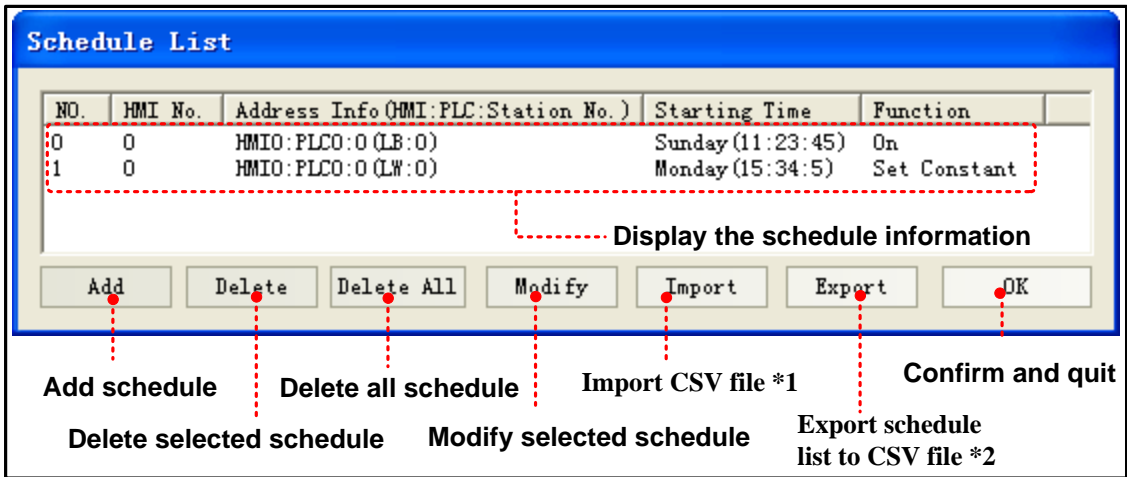 Schedule List
NO. HMI No. Address Info(HMI:PLC:Station No.) Starting Time Function
0 0 HMI0:PLC0:0(LB:0) Sunday(11:23:45) On
1 0 HMI0:PLC0:0(LW:0) Monday(15:34:5) Set Constant
Display the schedule information
Add Delete Delete All Modify Import Export OK
Add schedule Delete all schedule Import CSV file *1 Confirm and quit
Delete selected schedule Modify selected schedule Export schedule
list to CSV file *2